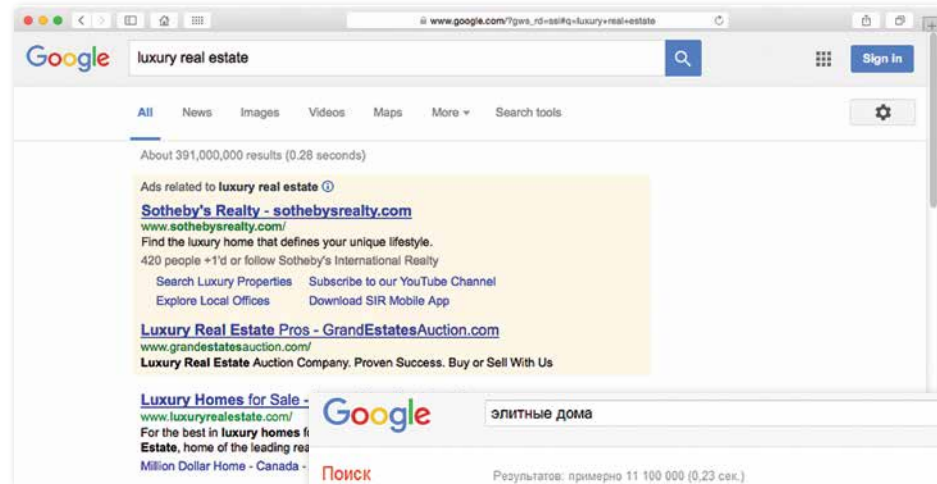 www.google.com/?gws_rd=ssl#q=luxury+real+estate
Google
luxury real estate
Sign in
All News Images Videos Maps More Search tools
About 391,000,000 results (0.28 seconds)
Ads related to luxury real estate
Sotheby's Realty - sothebysrealty.com
www.sothebysrealty.com/
Find the luxury home that defines your unique lifestyle.
420 people +1'd or follow Sotheby's International Realty
Search Luxury Properties Subscribe to our YouTube Channel
Explore Local Offices Download SIR Mobile App
Luxury Real Estate Pros - GrandEstatesAuction.com
www.grandestatesauction.com/
Luxury Real Estate Auction Company. Proven Success. Buy or Sell With Us
Luxury Homes for Sale -
www.luxuryrealestate.com/
For the best in luxury homes
Estate, home of the leading
Million Dollar Home - Canada -
Google
элитные дома
Поиск
Результатов: примерно 11 100 000 (0,23 сек.)